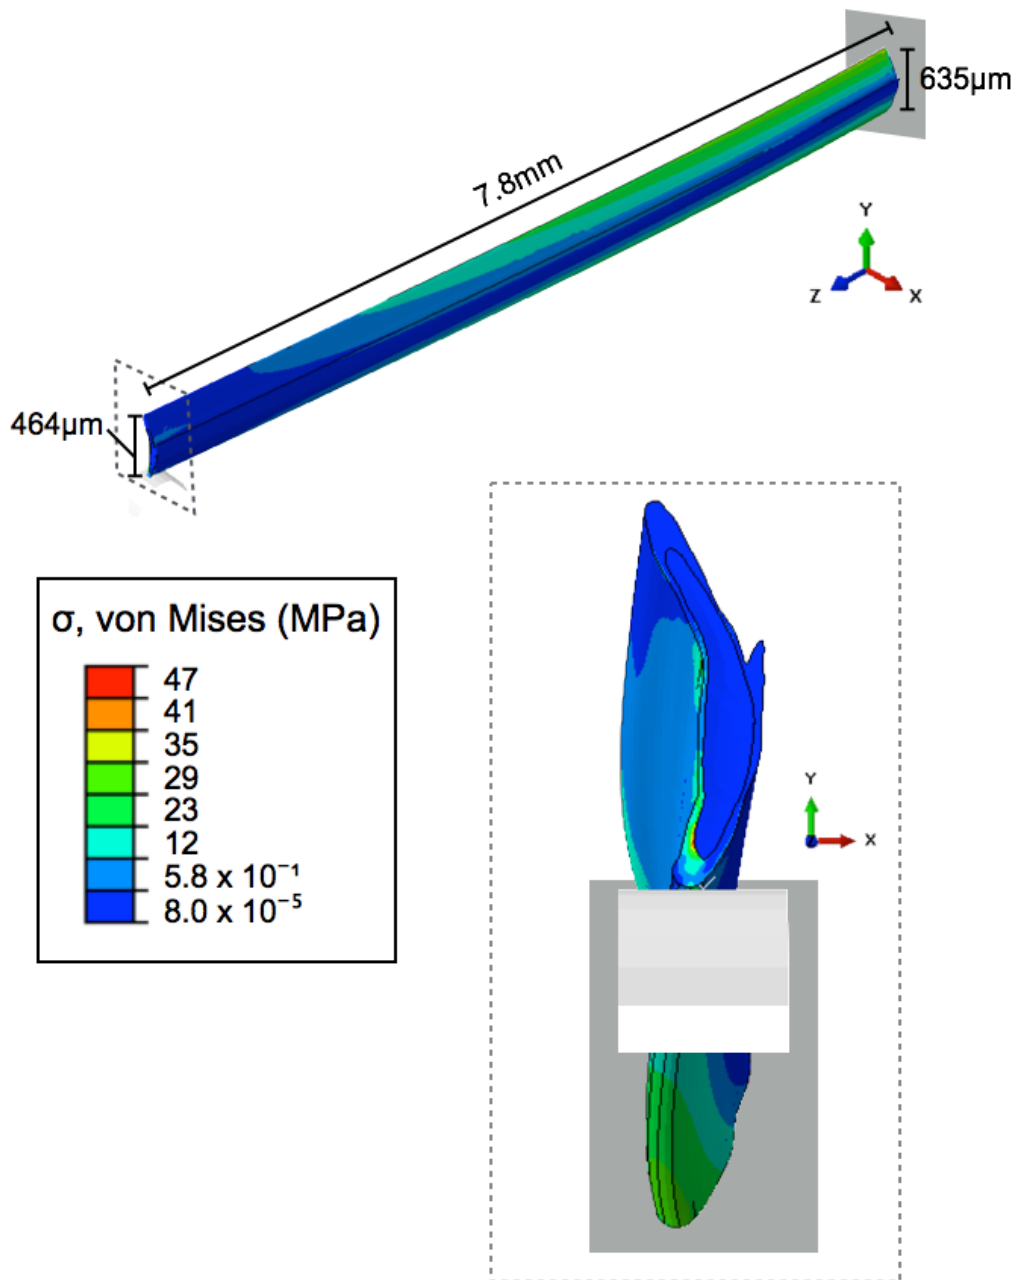 635µm
7.8mm
Y
Z
X
464µm
σ, von Mises (MPa)
47
41
35
29
23
12
5.8 x 10⁻¹
8.0 x 10⁻⁵
Y
X